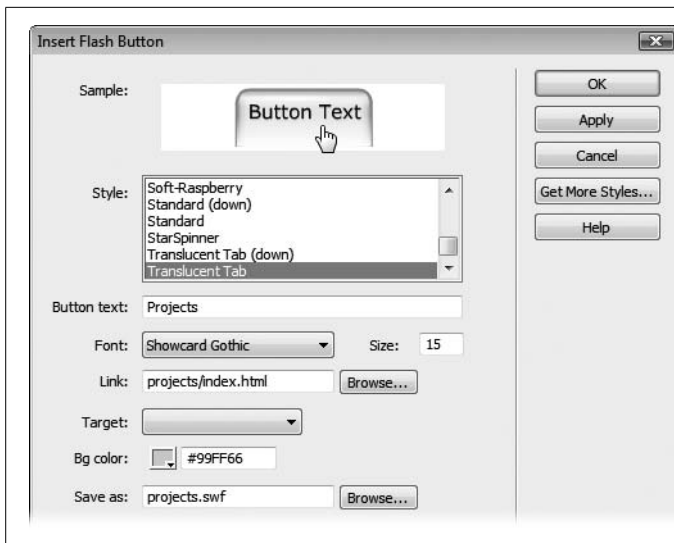 Insert Flash Button
Sample:
Button Text
Style:
Soft-Raspberry
Standard (down)
Standard
StarSpinner
Translucent Tab (down)
Translucent Tab
Button text: Projects
Font: Showcard Gothic Size: 15
Link: projects/index.html Browse...
Target:
Bg color: #99FF66
Save as: projects.swf Browse...
OK
Apply
Cancel
Get More Styles...
Help